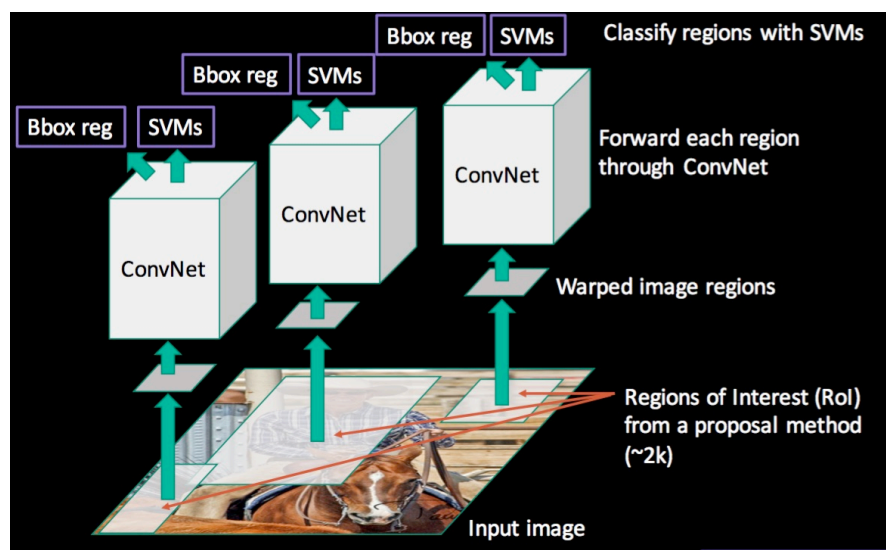 Bbox reg
SVMs
Classify regions with SVMs
Bbox reg
SVMs
Bbox reg
SVMs
Forward each region
through ConvNet
ConvNet
ConvNet
ConvNet
Warped image regions
Regions of Interest (RoI)
from a proposal method
(~2k)
Input image